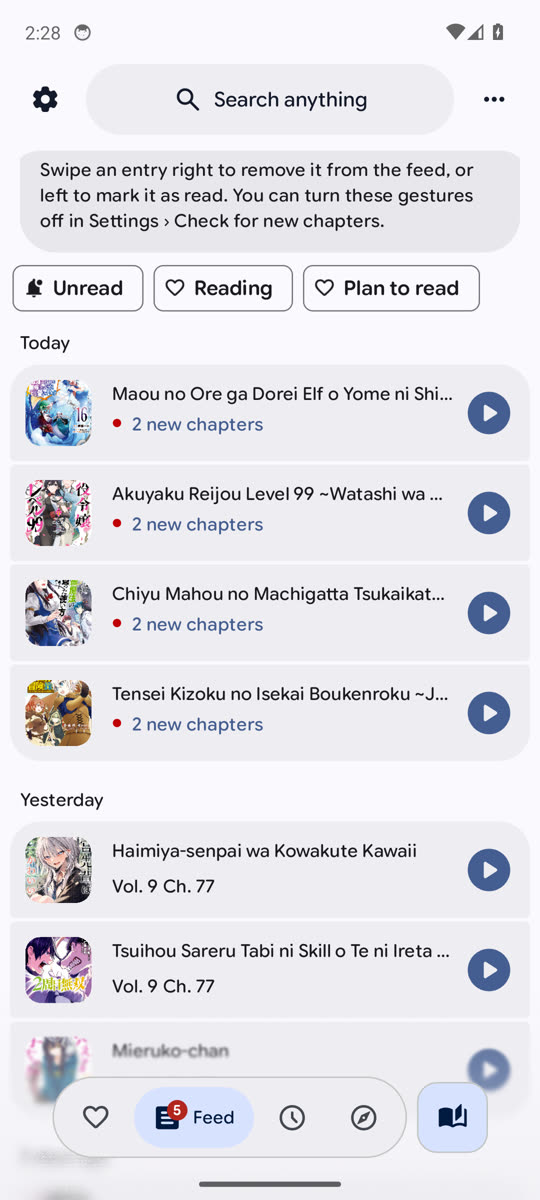 2:28
Search anything
Swipe an entry right to remove it from the feed, or
left to mark it as read. You can turn these gestures
off in Settings › Check for new chapters.
Unread
Reading
Plan to read
Today
Maou no Ore ga Dorei Elf o Yome ni Shi...
2 new chapters
16
Akuyaku Reijou Level 99 ~Watashi wa ...
2 new chapters
Chiyu Mahou no Machigatta Tsukaikat...
2 new chapters
Tensei Kizoku no Isekai Boukenroku ~J...
2 new chapters
Yesterday
Haimiya-senpai wa Kowakute Kawaii
Vol. 9 Ch. 77
Tsuihou Sareru Tabi ni Skill o Te ni Ireta ...
Vol. 9 Ch. 77
Mieruko-chan
5
Feed